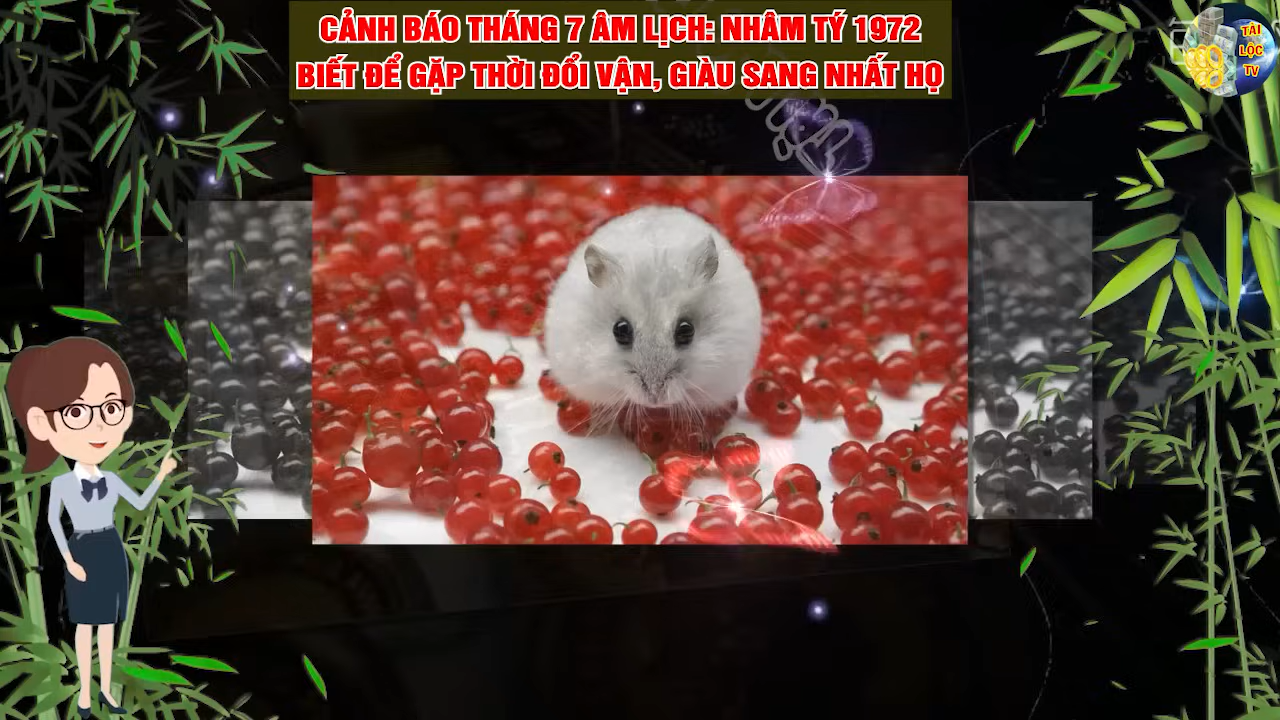 CẢNH BÁO THÁNG 7 ÂM LỊCH: NHÂM TÝ 1972
BIẾT ĐỂ GẶP THỜI ĐỔI VẬN, GIÀU SANG NHẤT HỌ
TÀI
LỘC
TV